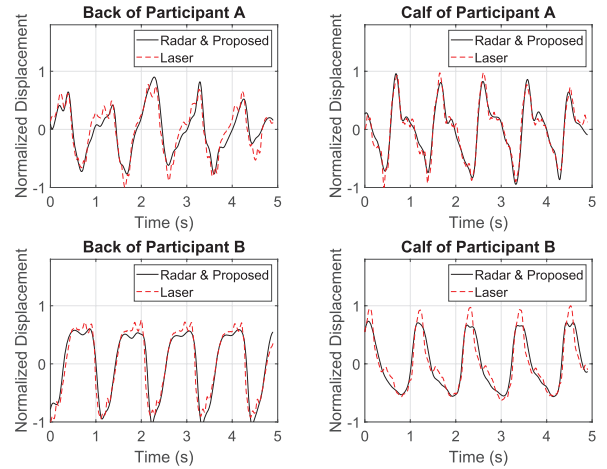 Back of Participant A
Normalized Displacement
1
0
-1
Radar & Proposed
Laser
0 1 2 3 4 5
Time (s)
Calf of Participant A
Normalized Displacement
1
0
-1
Radar & Proposed
Laser
0 1 2 3 4 5
Time (s)
Back of Participant B
Normalized Displacement
1
0
-1
Radar & Proposed
Laser
0 1 2 3 4 5
Time (s)
Calf of Participant B
Normalized Displacement
1
0
-1
Radar & Proposed
Laser
0 1 2 3 4 5
Time (s)